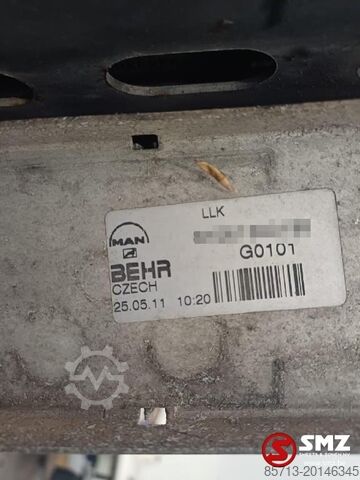 LLK
MAN
G0101
BEHR
CZECH
25.05.11 10:20
SMZ
85713-20146345